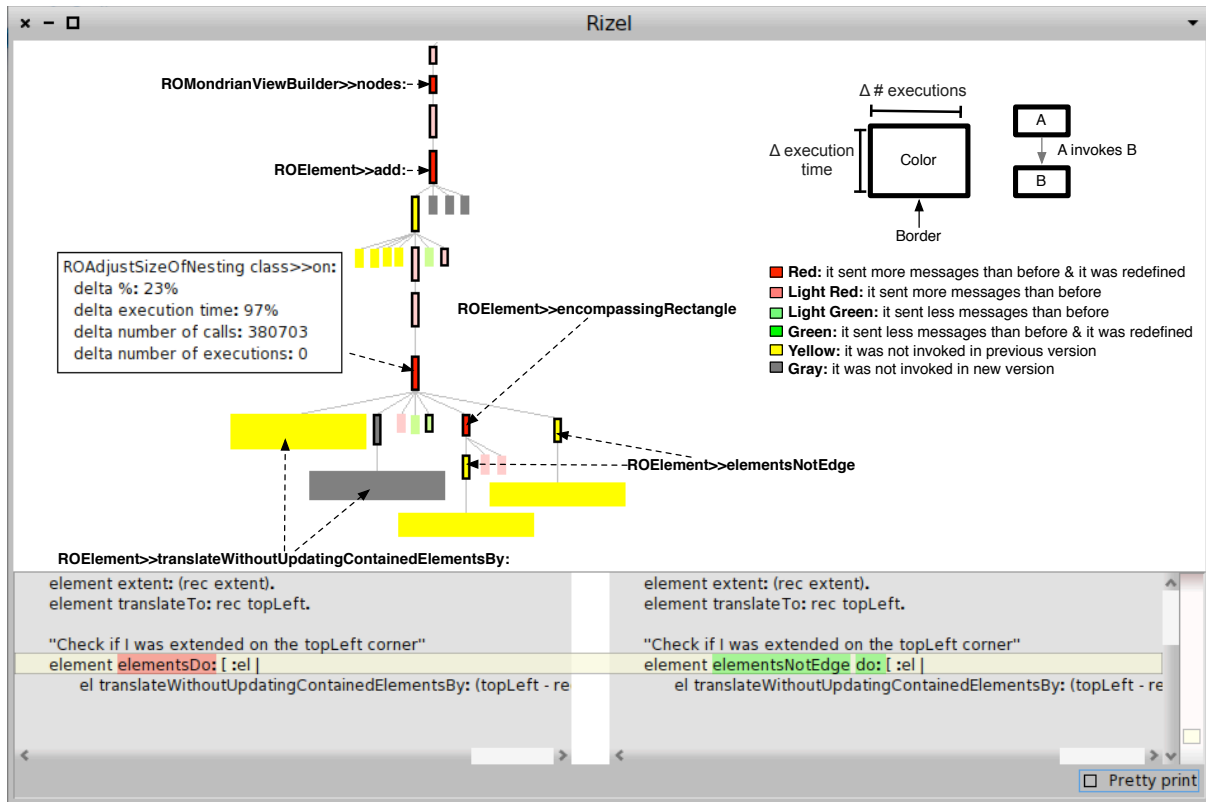 Rizel
ROMondrianViewBuilder>>nodes:
ROElement>>add:
Δ # executions
Δ execution
time
Color
Border
A
A invokes B
B
ROAdjustSizeOfNesting class>>on:
delta %: 23%
delta execution time: 97%
delta number of calls: 380703
delta number of executions: 0
ROElement>>encompassingRectangle
Red: it sent more messages than before & it was redefined
Light Red: it sent more messages than before
Light Green: it sent less messages than before
Green: it sent less messages than before & it was redefined
Yellow: it was not invoked in previous version
Gray: it was not invoked in new version
ROElement>>elementsNotEdge
ROElement>>translateWithoutUpdatingContainedElementsBy:
element extent: (rec extent).
element translateTo: rec topLeft.
"Check if I was extended on the topLeft corner"
element elementsDo: [ :el |
el translateWithoutUpdatingContainedElementsBy: (topLeft - re
element extent: (rec extent).
element translateTo: rec topLeft.
"Check if I was extended on the topLeft corner"
element elementsNotEdge do: [ :el |
el translateWithoutUpdatingContainedElementsBy: (topLeft - re
Pretty print